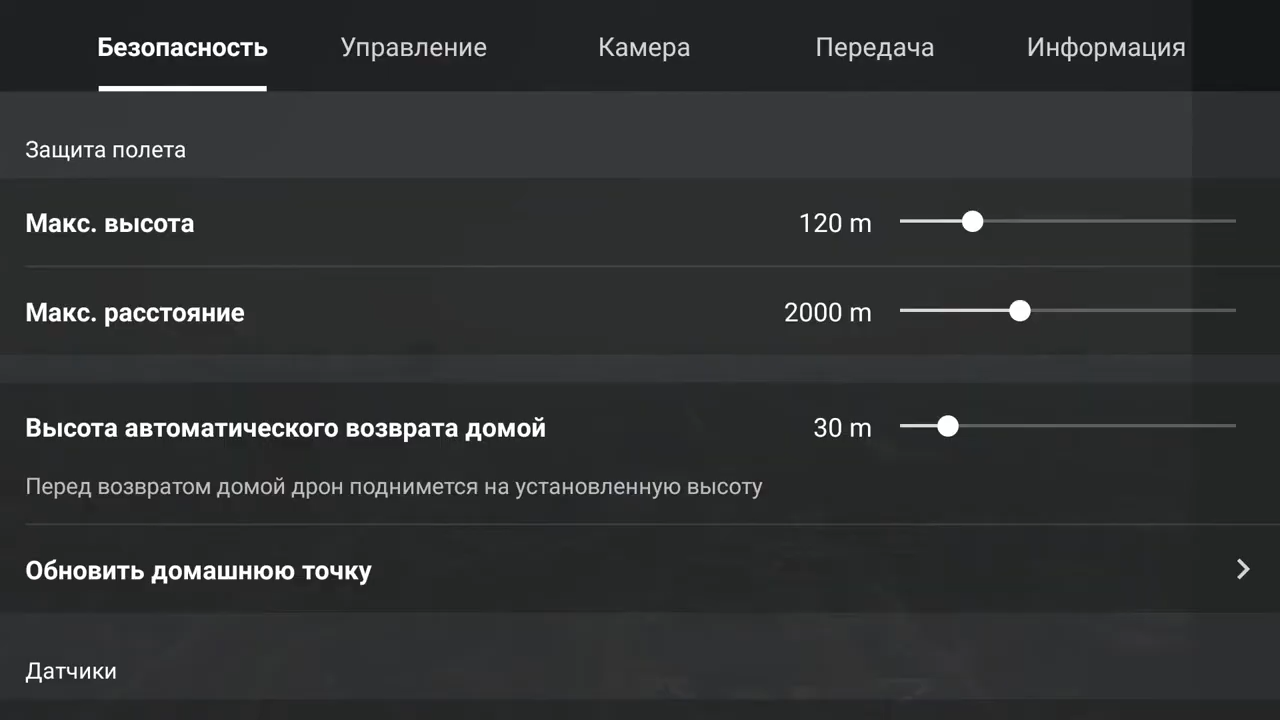 Безопасность Управление Камера Передача Информация
Защита полета
Макс. высота 120 m
Макс. расстояние 2000 m
Высота автоматического возврата домой 30 m
Перед возвратом домой дрон поднимется на установленную высоту
Обновить домашнюю точку
Датчики